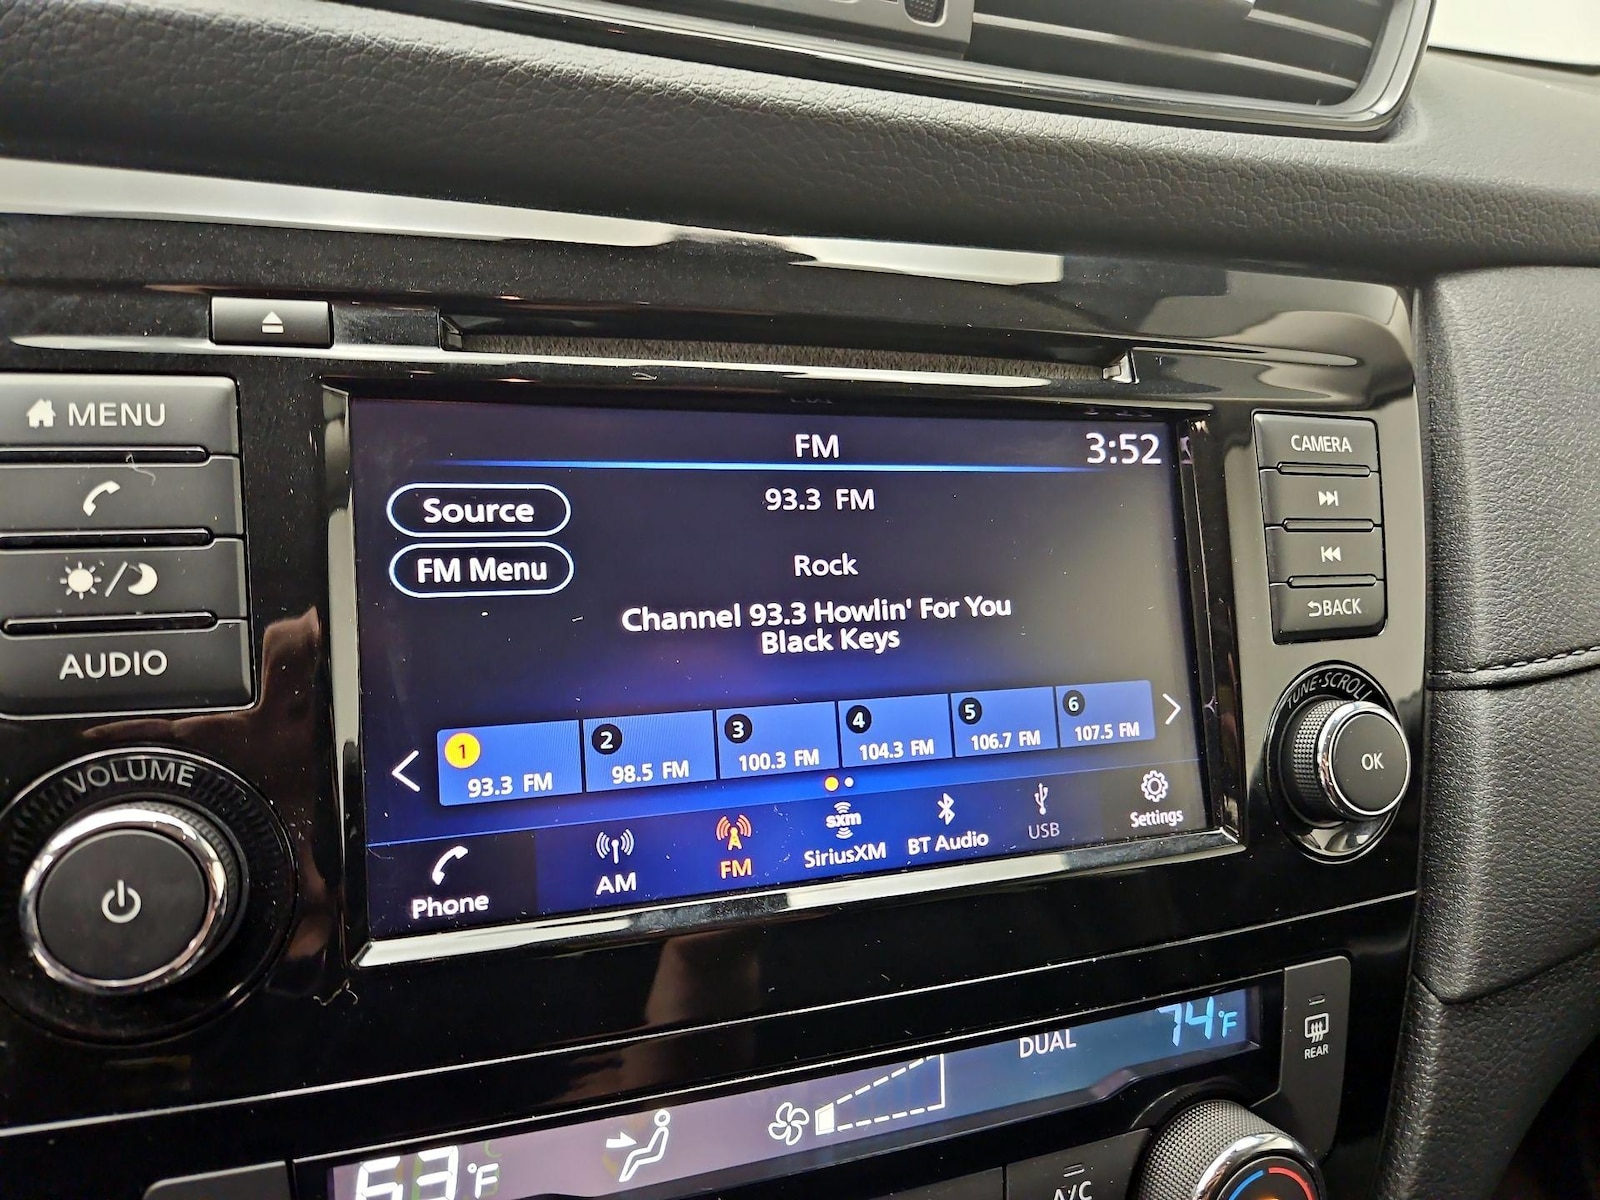 MENU
AUDIO
VOLUME
FM
3:52
Source
93.3 FM
FM Menu
Rock
Channel 93.3 Howlin' For You
Black Keys
1
93.3 FM
2
98.5 FM
3
100.3 FM
4
104.3 FM
5
106.7 FM
6
107.5 FM
Phone
AM
FM
sxm
SiriusXM
BT Audio
USB
Settings
CAMERA
BACK
TUNE·SCROLL
OK
63°F
DUAL
74°F
REAR
A/C